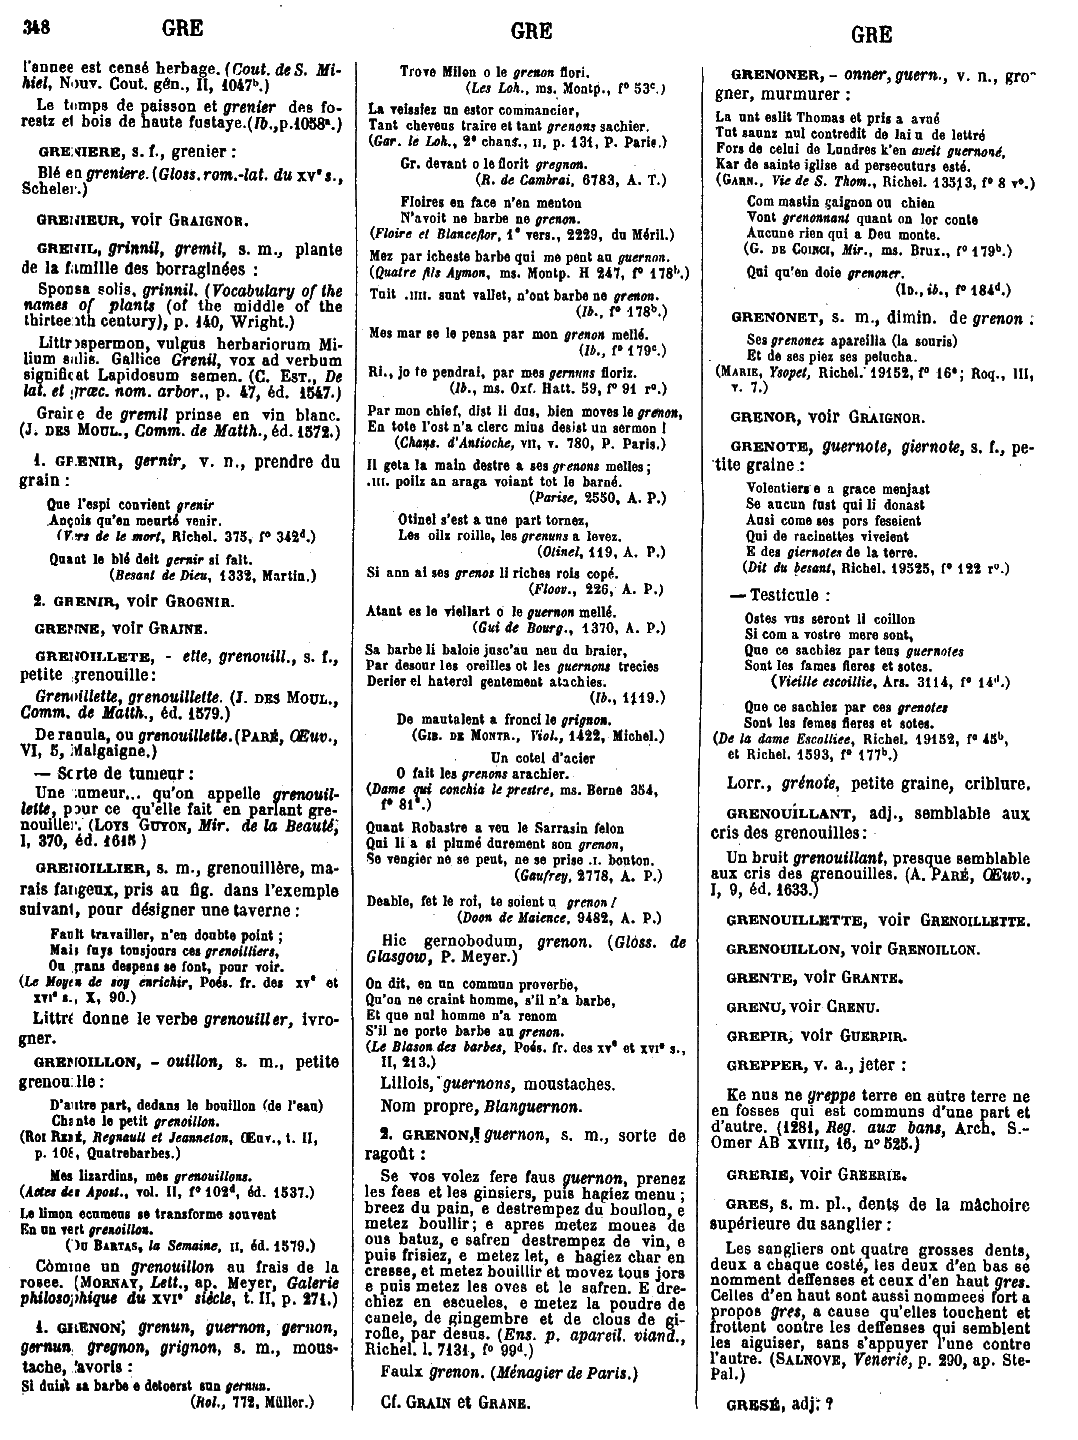 348 GRE
GRE
GRE
l'annee est censé herbage. (Cout. de S. Mi-
hiel, Nouv. Cout. gén., II, 1047ᵇ.)
Le temps de paisson et grenier des fo-
restz et bois de haute fustaye. (Ib., p. 1058ᵃ.)
GRENIERE, s. f., grenier :
Blé en greniere. (Gloss. rom.-lat. du xvᵉ s.,
Scheler.)
GRENIEUR, voir GRAIGNOR.
GRENIL, grinnil, gremil, s. m., plante
de la famille des borraginées :
Sponsa solis, grinnil. (Vocabulary of the
names of plants (of the middle of the
thirteenth century), p. 140, Wright.)
Littrospermon, vulgus herbariorum Mi-
lium solis. Gallice Grenil, vox ad verbum
significat Lapidosum semen. (C. EST., De
lat. et græc. nom. arbor., p. 47, éd. 1547.)
Graine de gremil prinse en vin blanc.
(J. DES MOUL., Comm. de Matth., éd. 1572.)
1. GRENIR, gernir, v. n., prendre du
grain :
Que l'espi convient grenir
Ançois qu'en meurté venir.
(Vers de le mort, Richel. 375, fº 342ᵈ.)
Quant le blé deit gernir si falt.
(Besant de Dieu, 1332, Martin.)
2. GRENIR, voir GROGNIR.
GRENNE, voir GRAINE.
GRENOILLETE, - ette, grenouill., s. f.,
petite grenouille :
Grenoillette, grenouillette. (J. DES MOUL.,
Comm. de Matth., éd. 1579.)
De ranula, ou grenouillette. (PARÉ, Œuv.,
VI, 5, Malgaigne.)
— Sorte de tumeur :
Une tumeur... qu'on appelle grenouil-
lette, pour ce qu'elle fait en parlant gre-
nouiller. (LOYS GUYON, Mir. de la Beauté,
I, 370, éd. 1615)
GRENOILLIER, s. m., grenouillère, ma-
rais fangeux, pris au fig. dans l'exemple
suivant, pour désigner une taverne :
Fault travailler, n'en doubte point ;
Mais fuys tousjours ces grenoilliers,
Ou grans despens se font, pour voir.
(Le Moyen de soy enrichir, Poés. fr. des xvᵉ et
xviᵉ s., X, 90.)
Littré donne le verbe grenouiller, ivro-
gner.
GRENOILLON, - ouillon, s. m., petite
grenouille :
D'autre part, dedans le bouillon (de l'eau)
Chante le petit grenoillon.
(ROI RENÉ, Regnault et Jeanneton, Œuv., t. II,
p. 108, Quatrebarbes.)
Mes lizardins, mes grenouillons.
(Actes des Apost., vol. II, fº 102ᵈ, éd. 1537.)
Le limon ecumeus se transforme souvent
En un vert grenoillon.
(DU BARTAS, la Semaine, II, éd. 1579.)
Comme un grenouillon au frais de la
rosee. (MORNAY, Lett., ap. Meyer, Galerie
philosophique du XVIᵉ siècle, t. II, p. 271.)
1. GRENON, grenun, guernon, gernon,
gernun, gregnon, grignon, s. m., mous-
tache, favoris :
Si duist sa barbe e detoerst sun gernun.
(Rol., 772, Müller.)
Trove Milon o le grenon flori.
(Les Loh., ms. Montp., fº 53ᶜ.)
La veissiez un estor commancier,
Tant cheveus traire et tant grenons sachier.
(Gar. le Loh., 2ᵉ chans., II, p. 131, P. Paris.)
Gr. devant o le florit gregnon.
(R. de Cambrai, 6783, A. T.)
Floires en face n'en menton
N'avoit ne barbe ne grenon.
(Floire et Blanceflor, 1ᵉ vers., 2229, du Méril.)
Mez par icheste barbe qui me pent au guernon.
(Quatre fils Aymon, ms. Montp. H 247, fº 178ᵇ.)
Tuit .IIII. sunt vallet, n'ont barbe ne grenon.
(Ib., fº 178ᵇ.)
Mes mar se le pensa par mon grenon mellé.
(Ib., fº 179ᶜ.)
Ri., jo te pendrai, par mes gernuns floriz.
(Ib., ms. Oxf. Hatt. 59, fº 91 rº.)
Par mon chief, dist li dus, bien moves le grenon,
En tote l'ost n'a clerc mius desist un sermon !
(Chans. d'Antioche, VII, v. 780, P. Paris.)
Il geta la main destre a ses grenons melles ;
.III. poilz an araga voiant tot le barné.
(Parise, 2550, A. P.)
Otinel s'est a une part tornez,
Les oilz roille, les grenuns a levez.
(Otinel, 119, A. P.)
Si ann ai ses grenos li riches rois copé.
(Floov., 226, A. P.)
Atant es le viellart o le guernon mellé.
(Gui de Bourg., 1370, A. P.)
Sa barbe li baloie jusc'au neu du braier,
Par desour les oreilles ot les guernons trecies
Derier el haterel gentement atachies.
(Ib., 1119.)
De mautalent a fronci le grignon.
(GIB. DE MONTR., Viol., 1422, Michel.)
Un cotel d'acier
O fait les grenons arachier.
(Dame qui conchia le prestre, ms. Berne 354,
fº 81ᵃ.)
Quant Robastre a veu le Sarrasin felon
Qui li a si plumé durement son grenon,
Se vengier ne se peut, ne se prise .I. bouton.
(Gaufrey, 2778, A. P.)
Deable, fet le roi, te soient u grenon !
(Doon de Maience, 9482, A. P.)
Hic gernobodum, grenon. (Gloss. de
Glasgow, P. Meyer.)
On dit, en un commun proverbe,
Qu'on ne craint homme, s'il n'a barbe,
Et que nul homme n'a renom
S'il ne porte barbe au grenon.
(Le Blason des barbes, Poés. fr. des xvᵉ et xviᵉ s.,
II, 213.)
Lillois, guernons, moustaches.
Nom propre, Blanguernon.
2. GRENON, guernon, s. m., sorte de
ragoût :
Se vos volez fere faus guernon, prenez
les fees et les ginsiers, puis hagiez menu ;
breez du pain, e destrempez du boullon, e
metez boullir ; e apres metez moues de
ous batuz, e safren destrempez de vin, e
puis frisiez, e metez let, e hagiez char en
cresse, et metez bouillir et movez tous jors
e puis metez les oves et le safren. E dre-
chiez en escueles, e metez la poudre de
canele, de gingembre et de clous de gi-
rofle, par desus. (Ens. p. apareil. viand.,
Richel. l. 7131, fº 99ᵈ.)
Faulx grenon. (Ménagier de Paris.)
Cf. GRAIN et GRANE.
GRENONER, - onner, guern., v. n., gro-
gner, murmurer :
La unt eslit Thomas et pris a avué
Tut saunz nul contredit de lai u de lettré
Fors de celui de Lundres k'en aveit guernoné,
Kar de sainte iglise ad persecuturs esté.
(GARN., Vie de S. Thom., Richel. 13513, fº 8 vº.)
Com mastin gaignon ou chien
Vont grenonnant quant on lor conte
Aucune rien qui a Deu monte.
(G. DE COINCI, Mir., ms. Brux., fº 179ᵇ.)
Qui qu'en doie grenoner.
(ID., ib., fº 184ᵈ.)
GRENONET, s. m., dimin. de grenon :
Ses grenonez apareilla (la souris)
Et de ses piez ses pelucha.
(MARIE, Ysopet, Richel. 19152, fº 16ᵃ; Roq., III,
v. 7.)
GRENOR, voir GRAIGNOR.
GRENOTE, guernote, giernote, s. f., pe-
tite graine :
Volentiers e a grace menjast
Se aucun fust qui li donast
Ausi come ses pors feseient
Qui de racinettes viveient
E des giernotes de la terre.
(Dit du besant, Richel. 19525, fº 122 rº.)
— Testicule :
Ostes vus seront li coillon
Si com a vostre mere sont,
Que ce sachiez par teus guernotes
Sont les fames fieres et sotes.
(Vieille escoillie, Ars. 3114, fº 14ᵈ.)
Que ce sachiez par ces grenotes
Sont les femes fieres et sotes.
(De la dame Escolliee, Richel. 19152, fº 45ᵇ,
et Richel. 1593, fº 177ᵇ.)
Lorr., grénote, petite graine, criblure.
GRENOUILLANT, adj., semblable aux
cris des grenouilles :
Un bruit grenouillant, presque semblable
aux cris des grenouilles. (A. PARÉ, Œuv.,
I, 9, éd. 1633.)
GRENOUILLETTE, voir GRENOILLETE.
GRENOUILLON, voir GRENOILLON.
GRENTE, voir GRANTE.
GRENU, voir CRENU.
GREPIR, voir GUERPIR.
GREPPER, v. a., jeter :
Ke nus ne greppe terre en autre terre ne
en fosses qui est communs d'une part et
d'autre. (1281, Reg. aux bans, Arch. S.-
Omer AB XVIII, 16, nº 525.)
GRERIE, voir GREERIE.
GRES, s. m. pl., dents de la mâchoire
supérieure du sanglier :
Les sangliers ont quatre grosses dents,
deux a chaque costé, les deux d'en bas se
nomment deffenses et ceux d'en haut gres.
Celles d'en haut sont aussi nommees fort a
propos gres, a cause qu'elles touchent et
frottent contre les deffenses qui semblent
les aiguiser, sans s'appuyer l'une contre
l'autre. (SALNOVE, Venerie, p. 290, ap. Ste-
Pal.)
GRESÉ, adj. ?